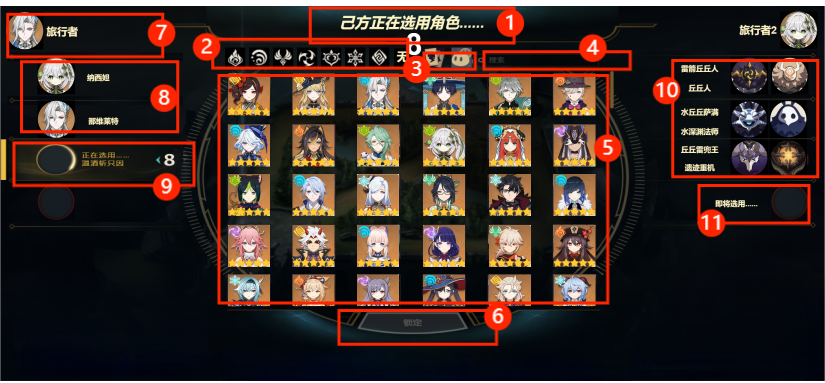 己方正在选用角色......
1
8
旅行者
7
2
无
3
搜索
4
旅行者2
纳西妲
8
那维莱特
雷箭丘丘人
丘丘人
10
水丘丘萨满
水深渊法师
丘丘雷兜王
遗迹重机
5
正在选用......
温酒斩只因
8
9
即将选用......
11
6
锁定